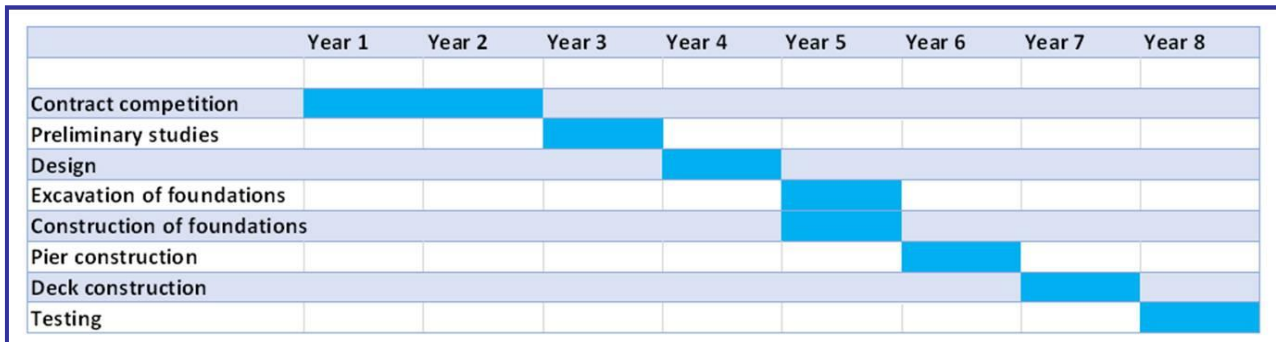 Year 1 Year 2 Year 3 Year 4 Year 5 Year 6 Year 7 Year 8
Contract competition
Preliminary studies
Design
Excavation of foundations
Construction of foundations
Pier construction
Deck construction
Testing